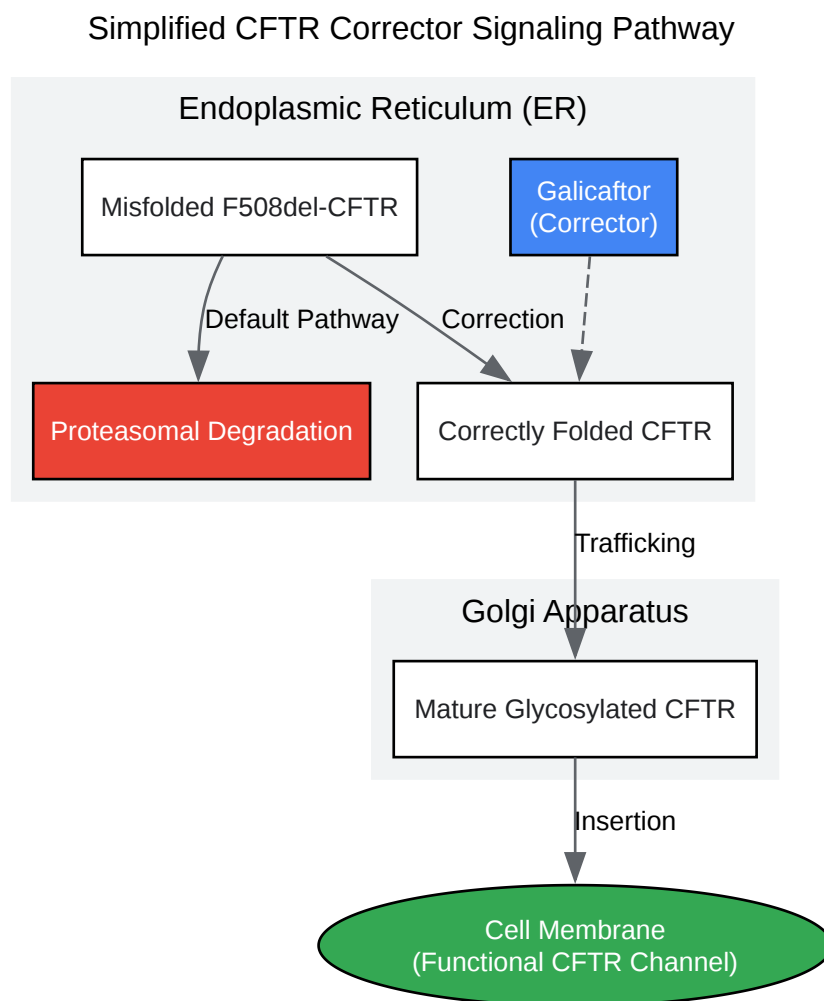 Simplified CFTR Corrector Signaling Pathway
Endoplasmic Reticulum (ER)
Misfolded F508del-CFTR
Galicaftor
(Corrector)
Default Pathway
Correction
Proteasomal Degradation
Correctly Folded CFTR
Trafficking
Golgi Apparatus
Mature Glycosylated CFTR
Insertion
Cell Membrane
(Functional CFTR Channel)